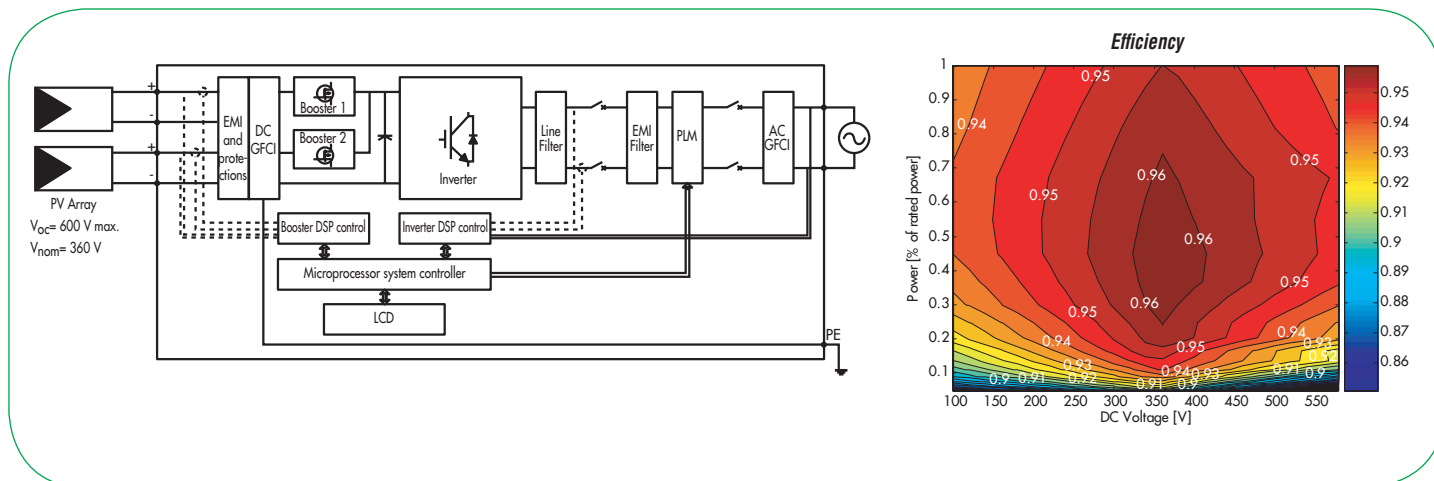 +
-
+
-
PV Array
Voc= 600 V max.
Vnom= 360 V
EMI
and
prote-
ctions
DC
GFCI
Booster 1
Booster 2
Inverter
Line
Filter
EMI
Filter
PLM
AC
GFCI
Booster DSP control
Inverter DSP control
Microprocessor system controller
LCD
PE
Efficiency
Power [% of rated power]
1
0.9
0.8
0.7
0.6
0.5
0.4
0.3
0.2
0.1
0.95
0.94
0.95
0.96
0.95
0.96
0.95
0.95
0.96
0.94
0.95
0.94
0.93
0.92
0.93
0.94
0.93
0.91
0.9
0.91
0.92
0.91
0.9
0.9
100
150
200
250
300
350
400
450
500
550
DC Voltage [V]
0.95
0.94
0.93
0.92
0.91
0.9
0.89
0.88
0.87
0.86